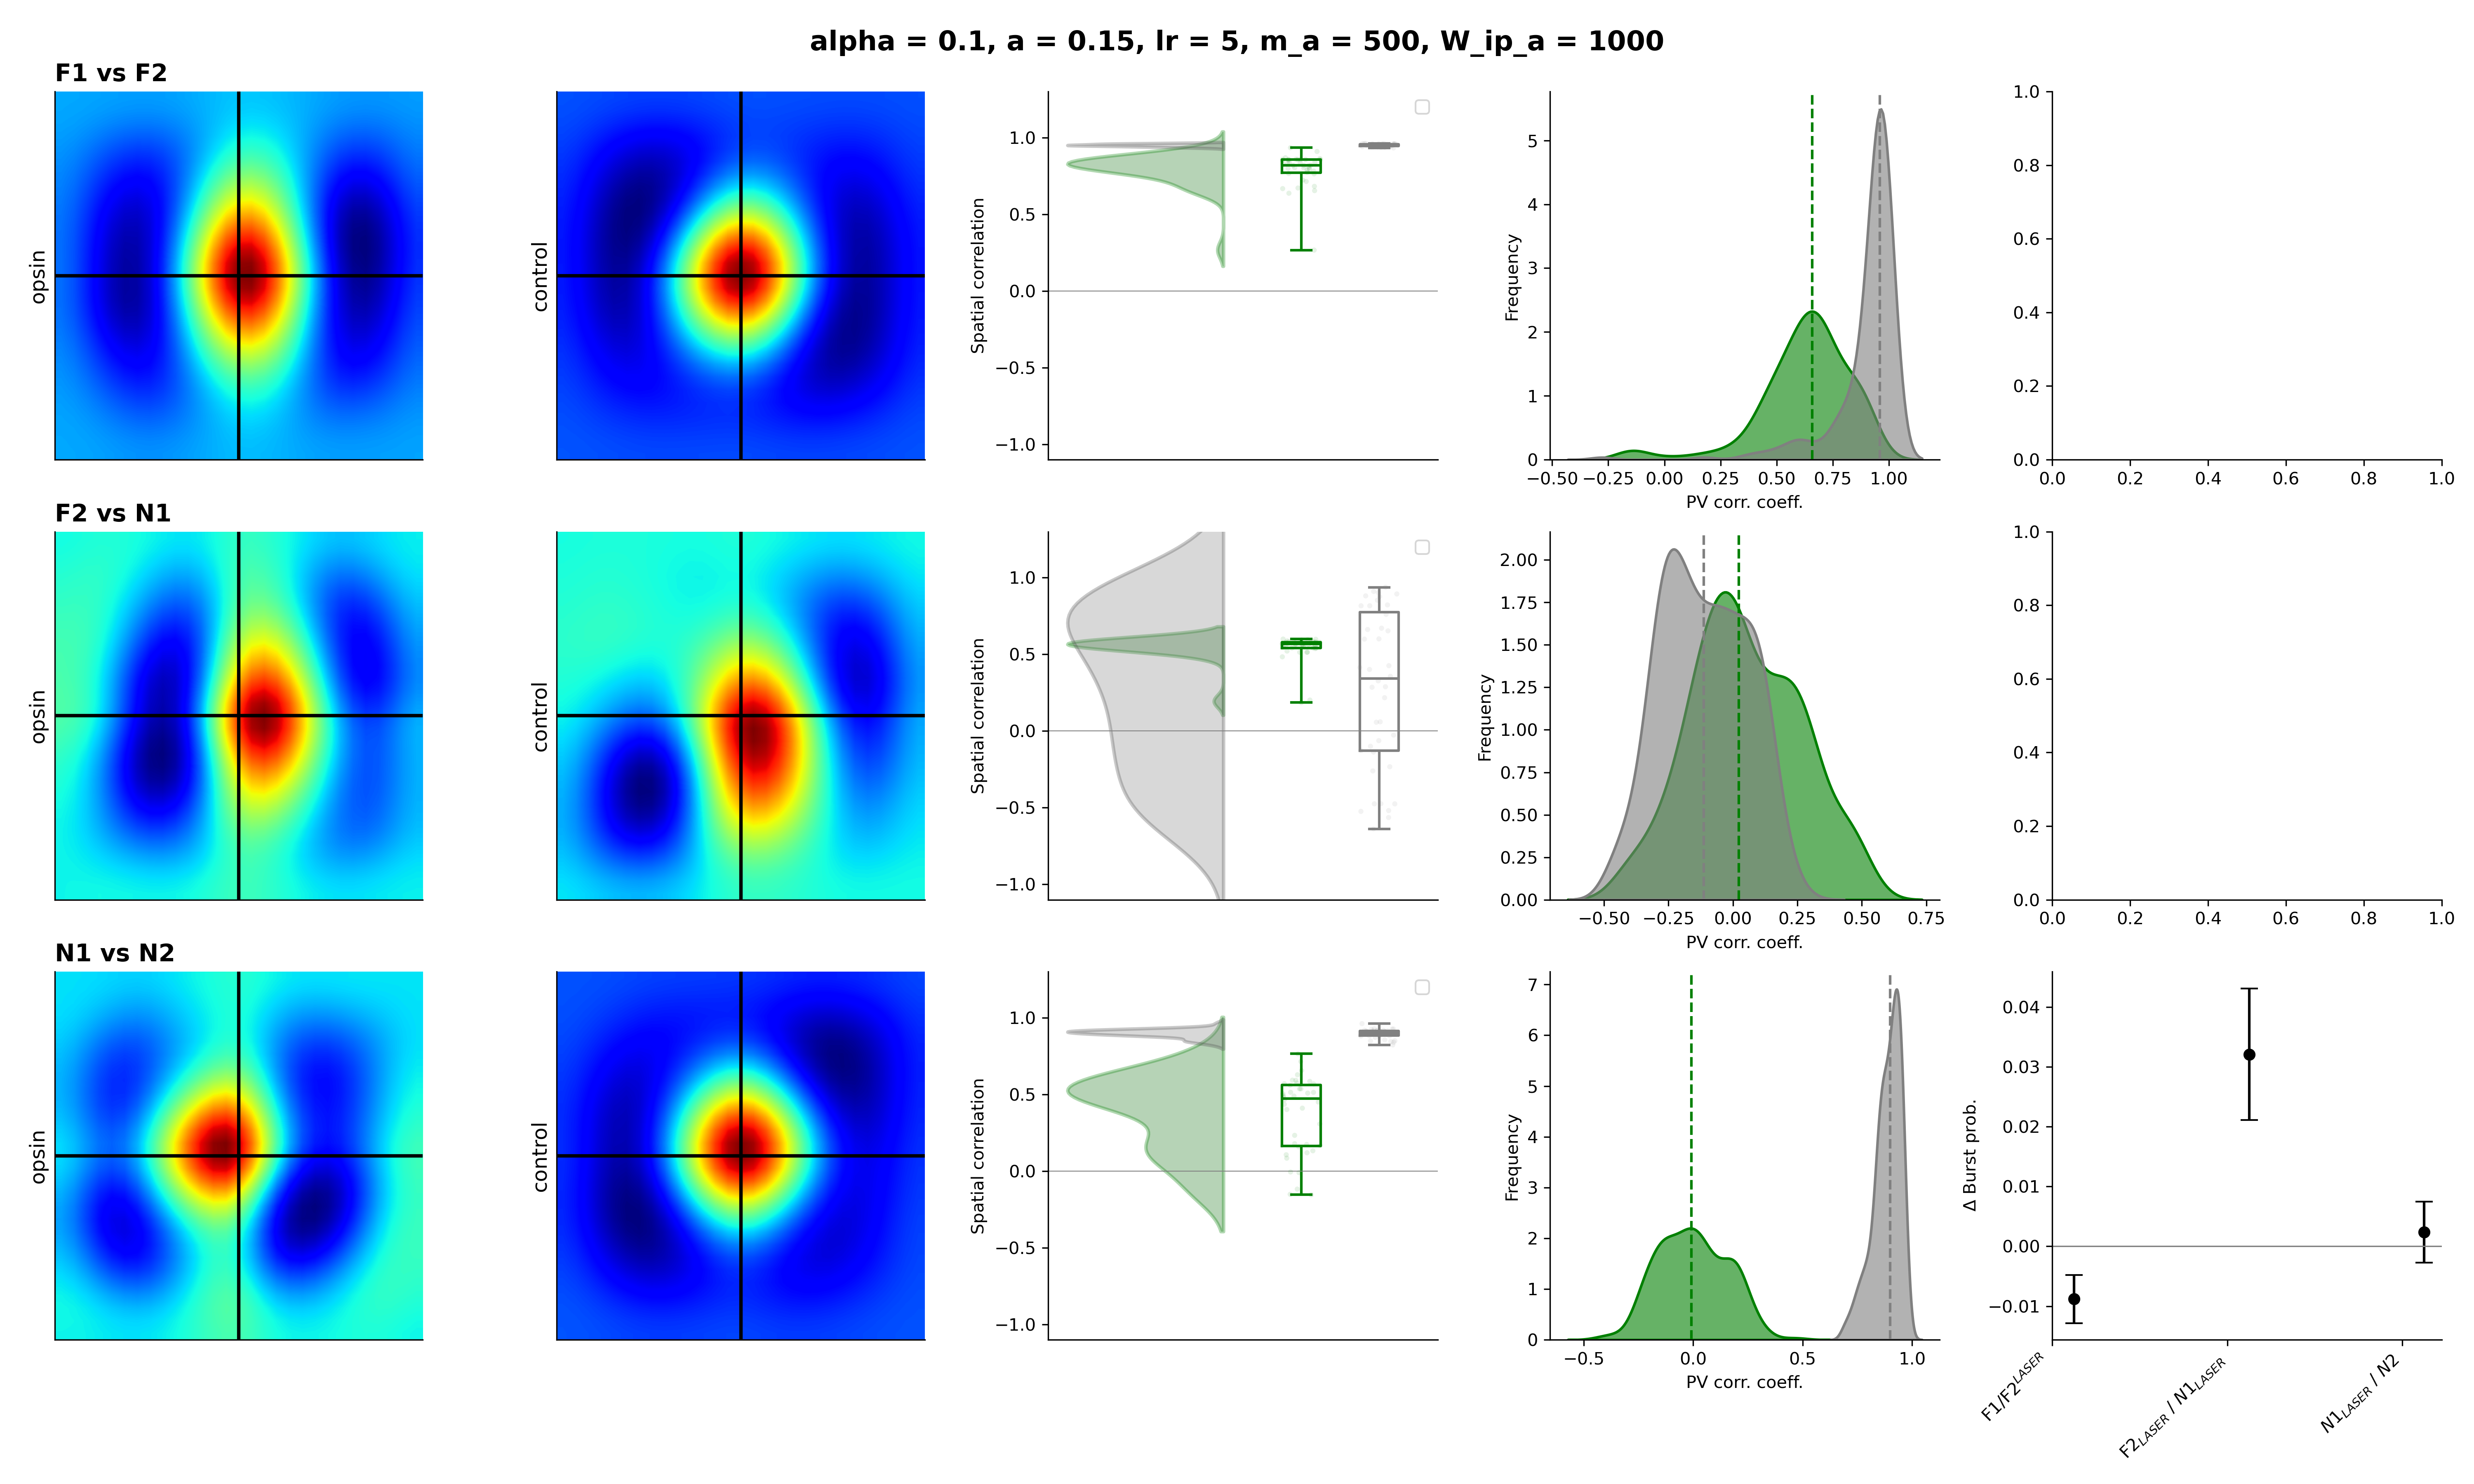 alpha = 0.1, a = 0.15, lr = 5, m_a = 500, W_ip_a = 1000
F1 vs F2
opsin
control
Spatial correlation
1.0
0.5
0.0
−0.5
−1.0
Frequency
5
4
3
2
1
0
−0.50 −0.25 0.00 0.25 0.50 0.75 1.00
PV corr. coeff.
1.0
0.8
0.6
0.4
0.2
0.0
0.0 0.2 0.4 0.6 0.8 1.0
F2 vs N1
opsin
control
Spatial correlation
1.0
0.5
0.0
−0.5
−1.0
Frequency
2.00
1.75
1.50
1.25
1.00
0.75
0.50
0.25
0.00
−0.50 −0.25 0.00 0.25 0.50 0.75
PV corr. coeff.
1.0
0.8
0.6
0.4
0.2
0.0
0.0 0.2 0.4 0.6 0.8 1.0
N1 vs N2
opsin
control
Spatial correlation
1.0
0.5
0.0
−0.5
−1.0
Frequency
7
6
5
4
3
2
1
0
−0.5 0.0 0.5 1.0
PV corr. coeff.
Δ Burst prob.
0.04
0.03
0.02
0.01
0.00
−0.01
F1/F2LASER
F2LASER / N1LASER
N1LASER / N2